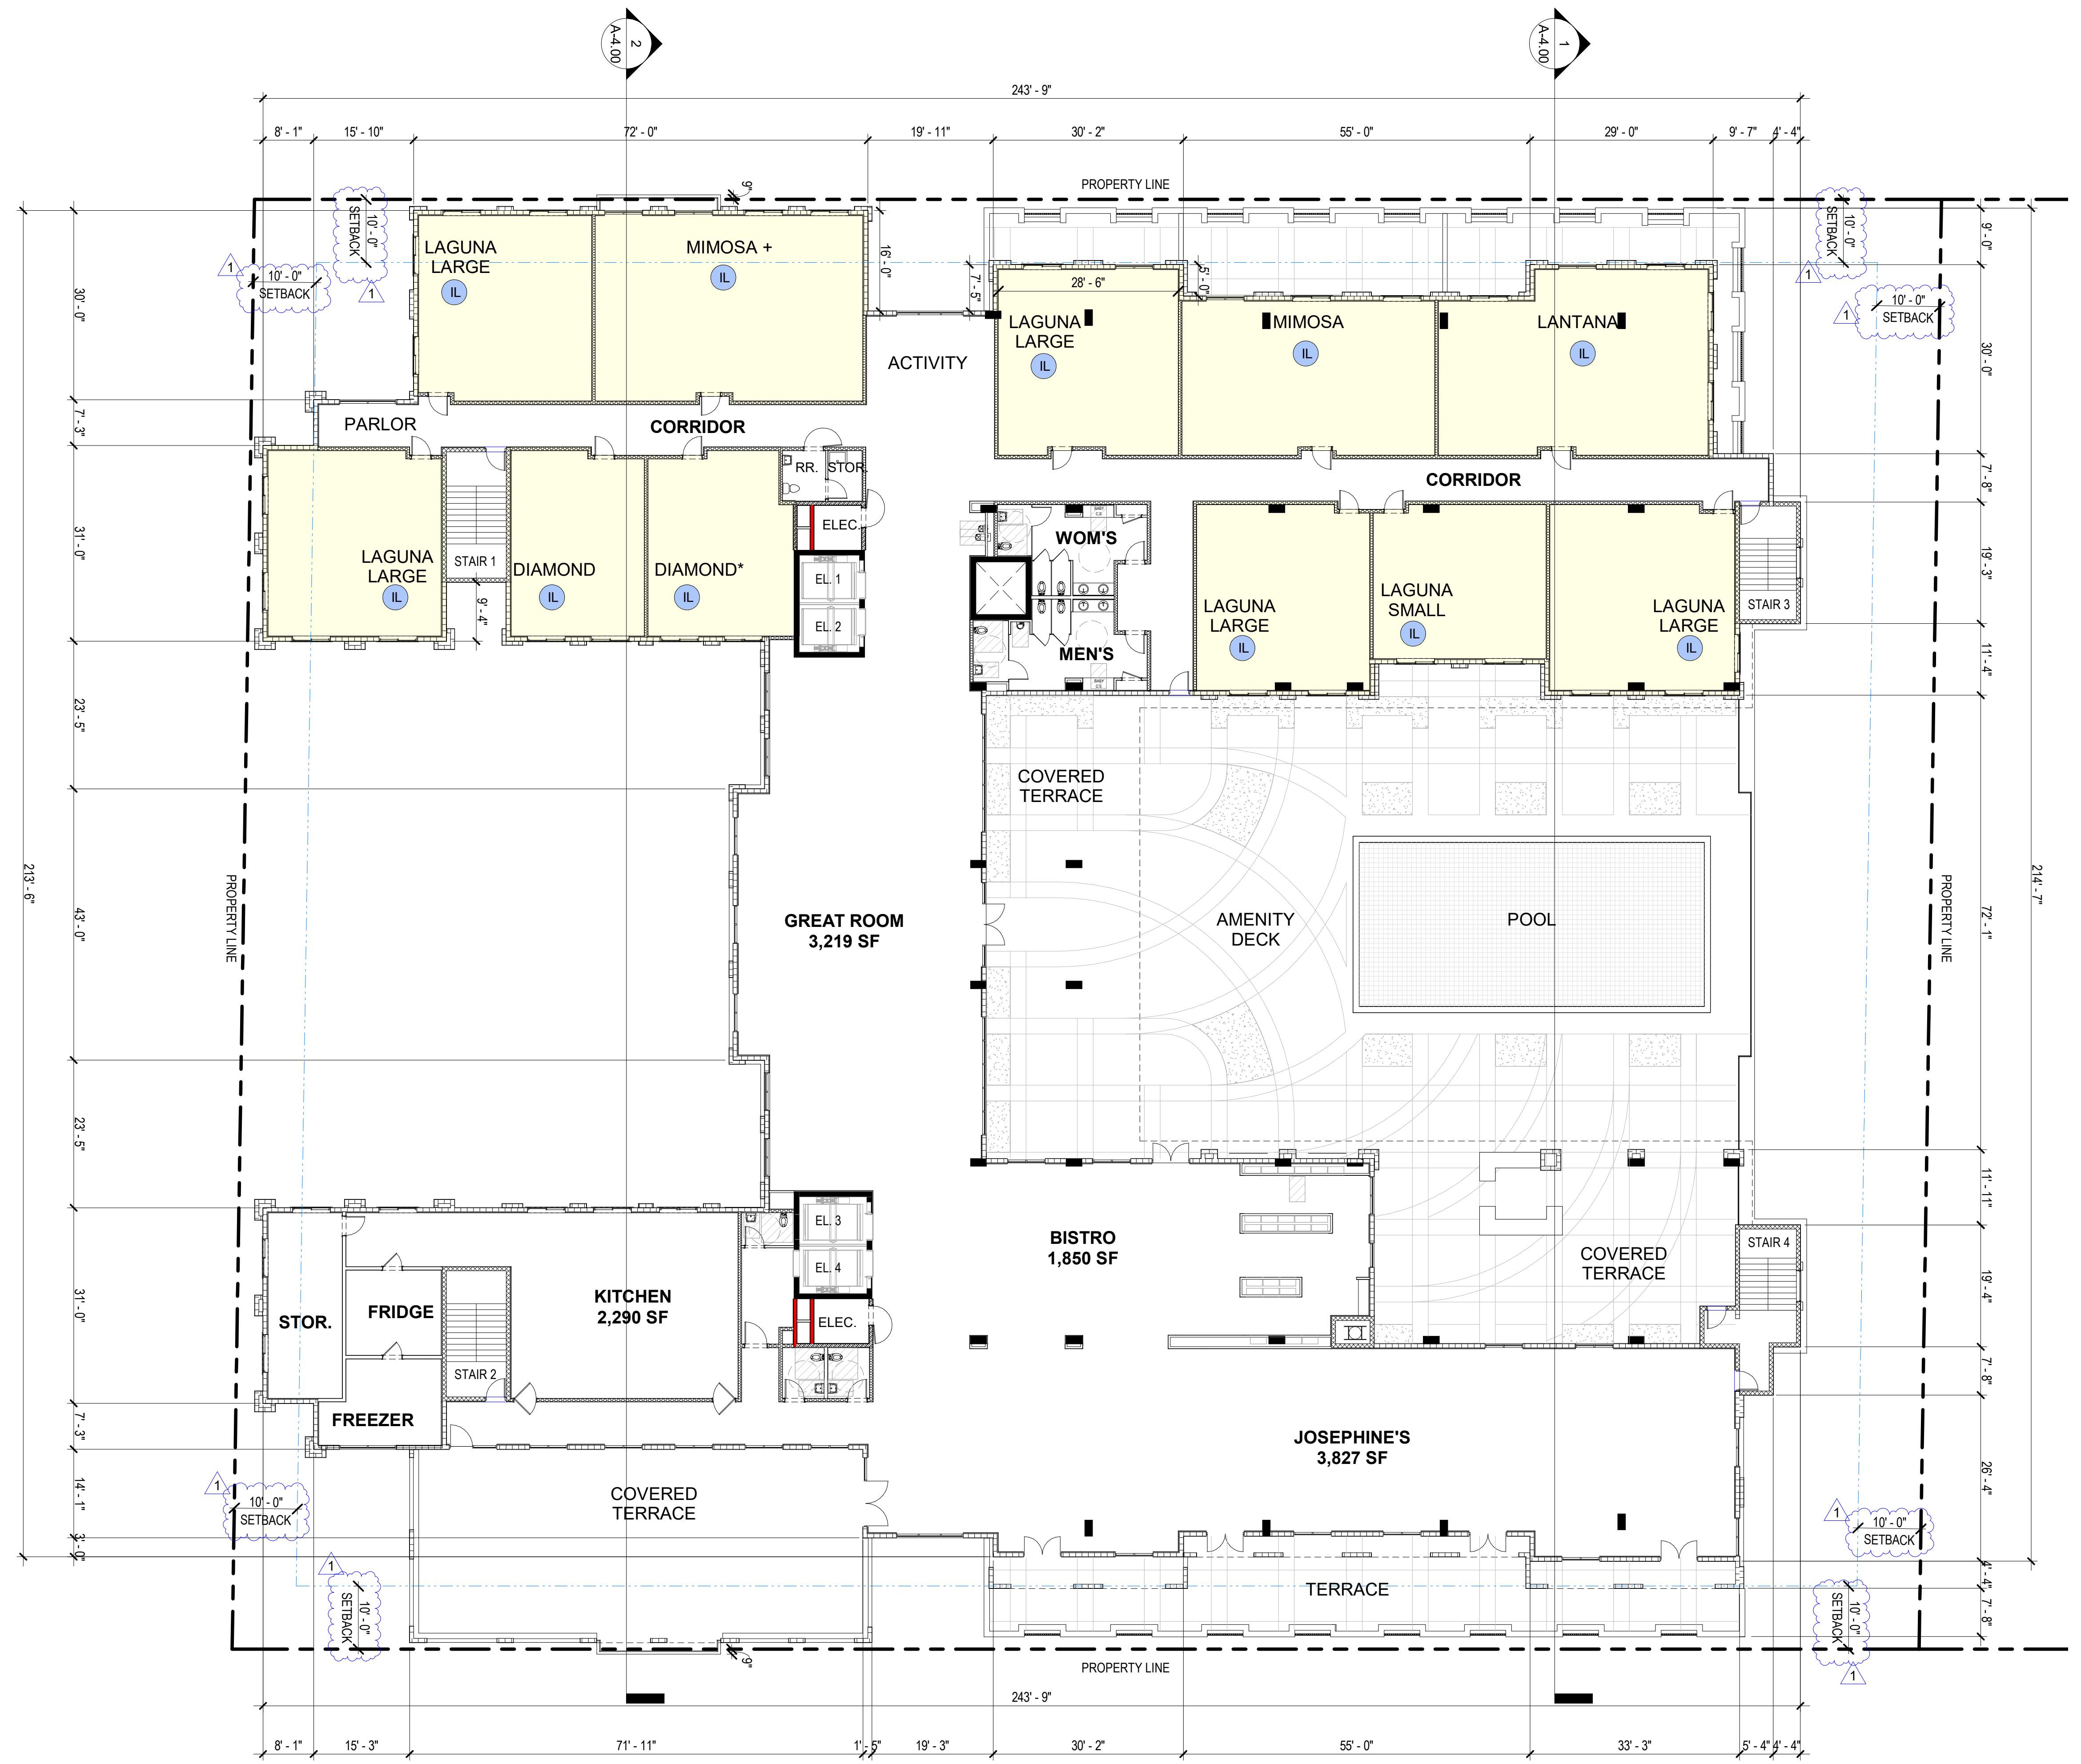 2
A-4.00
1
A-4.00
243' - 9"
8' - 1"
15' - 10"
72' - 0"
19' - 11"
30' - 2"
55' - 0"
29' - 0"
9' - 7"
4' - 4"
PROPERTY LINE
9"
10' - 0"
SETBACK
1
10' - 0"
SETBACK
1
10' - 0"
SETBACK
1
10' - 0"
SETBACK
1
213' - 6"
30' - 0"
7' - 3"
31' - 0"
23' - 5"
43' - 0"
23' - 5"
31' - 0"
7' - 3"
14' - 1"
3' - 0"
LAGUNA
LARGE
IL
MIMOSA +
IL
16' - 0"
7' - 5"
ACTIVITY
28' - 6"
5' - 0"
LAGUNA
LARGE
IL
MIMOSA
IL
LANTANA
IL
PARLOR
CORRIDOR
CORRIDOR
LAGUNA
LARGE
IL
STAIR 1
9' - 4"
DIAMOND
IL
DIAMOND*
IL
RR.
STOR.
ELEC.
EL. 1
EL. 2
WOM'S
MEN'S
LAGUNA
LARGE
IL
LAGUNA
SMALL
IL
LAGUNA
LARGE
IL
STAIR 3
9' - 0"
30' - 0"
7' - 8"
19' - 3"
11' - 4"
72' - 1"
11' - 11"
19' - 4"
7' - 8"
26' - 4"
4' - 4"
7' - 8"
214' - 7"
COVERED
TERRACE
AMENITY
DECK
POOL
GREAT ROOM
3,219 SF
PROPERTY LINE
PROPERTY LINE
EL. 3
EL. 4
ELEC.
BISTRO
1,850 SF
COVERED
TERRACE
STAIR 4
STOR.
FRIDGE
FREEZER
STAIR 2
KITCHEN
2,290 SF
JOSEPHINE'S
3,827 SF
COVERED
TERRACE
TERRACE
1
10' - 0"
SETBACK
1
10' - 0"
SETBACK
1
10' - 0"
SETBACK
10' - 0"
SETBACK
1
9"
PROPERTY LINE
243' - 9"
8' - 1"
15' - 3"
71' - 11"
1' - 5"
19' - 3"
30' - 2"
55' - 0"
33' - 3"
5' - 4"
4' - 4"